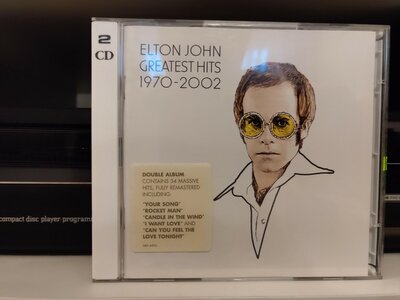 2
CD
ELTON JOHN
GREATEST HITS
1970-2002
DOUBLE ALBUM
CONTAINS 34 MASSIVE
HITS, FULLY REMASTERED
INCLUDING
"YOUR SONG"
"ROCKET MAN"
"CANDLE IN THE WIND"
"I WANT LOVE" AND
"CAN YOU FEEL THE
LOVE TONIGHT"
compact disc player·programa